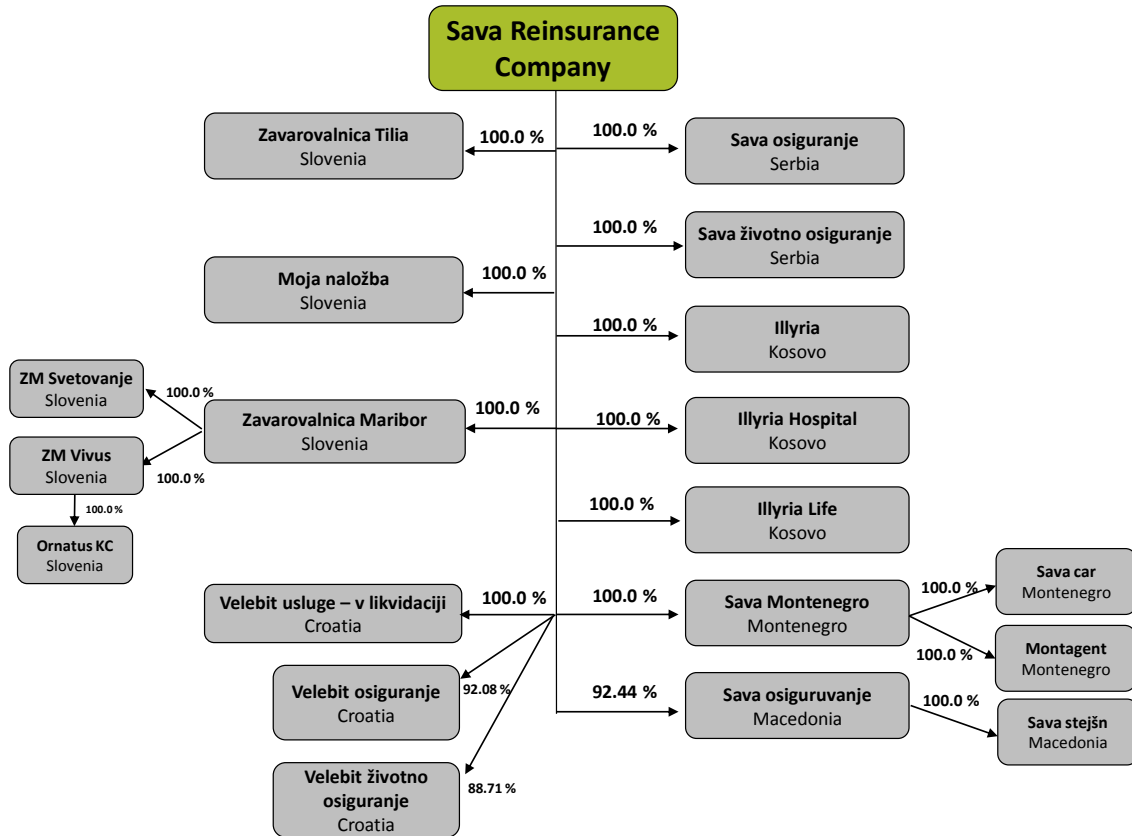 Sava Reinsurance
Company
Zavarovalnica Tilia
Slovenia
100.0 %
100.0 %
Sava osiguranje
Serbia
100.0 %
Sava životno osiguranje
Serbia
Moja naložba
Slovenia
100.0 %
100.0 %
Illyria
Kosovo
ZM Svetovanje
Slovenia
100.0 %
Zavarovalnica Maribor
Slovenia
100.0 %
100.0 %
Illyria Hospital
Kosovo
ZM Vivus
Slovenia
100.0 %
100.0 %
Ornatus KC
Slovenia
100.0 %
Illyria Life
Kosovo
Velebit usluge – v likvidaciji
Croatia
100.0 %
100.0 %
Sava Montenegro
Montenegro
100.0 %
Sava car
Montenegro
100.0 %
Montagent
Montenegro
Velebit osiguranje
Croatia
92.08 %
92.44 %
Sava osiguruvanje
Macedonia
100.0 %
Sava stejšn
Macedonia
Velebit životno
osiguranje
Croatia
88.71 %